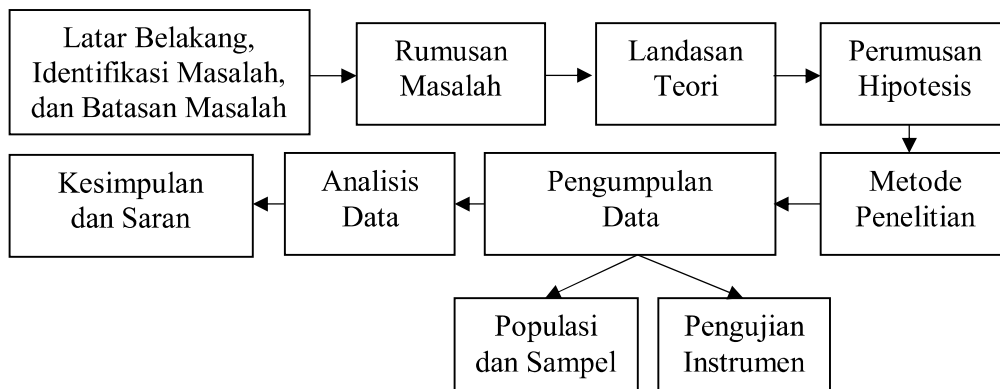 Latar Belakang,
Identifikasi Masalah,
dan Batasan Masalah
Rumusan
Masalah
Landasan
Teori
Perumusan
Hipotesis
Metode
Penelitian
Pengumpulan
Data
Analisis
Data
Kesimpulan
dan Saran
Populasi
dan Sampel
Pengujian
Instrumen